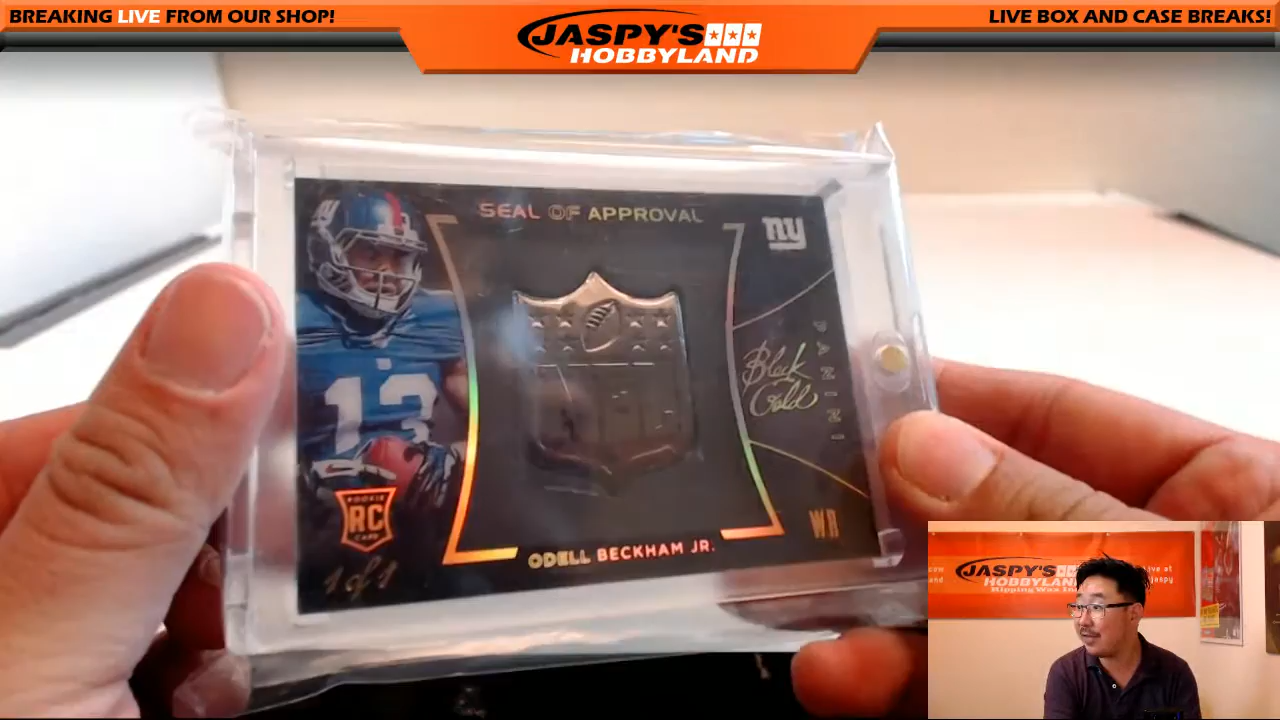 BREAKING LIVE FROM OUR SHOP!
JASPY'S
HOBBYLAND
LIVE BOX AND CASE BREAKS!
SEAL OF APPROVAL
ny
ny
PANINI
Black
Gold
13
ROOKIE
RC
CARD
WR
ODELL BECKHAM JR.
1 of 1
JASPY'S
HOBBYLAND